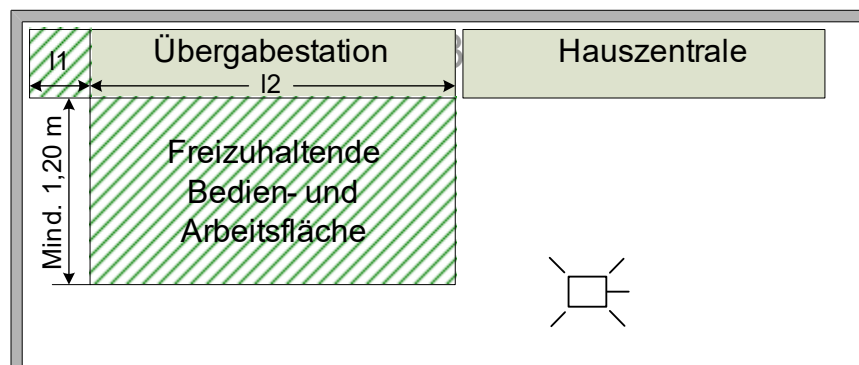 l1
Übergabestation
Hauszentrale
l2
Mind. 1,20 m
Freizuhaltende
Bedien- und
Arbeitsfläche